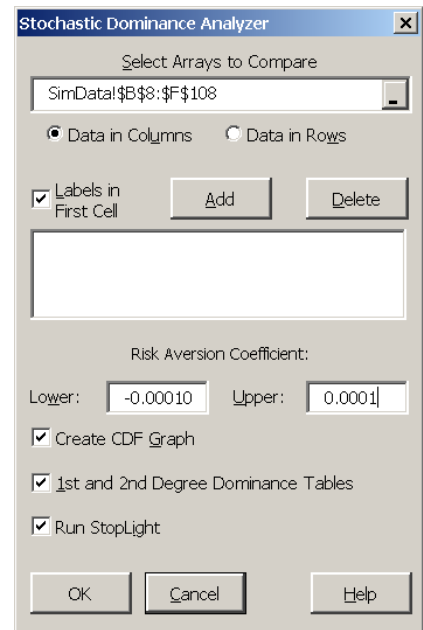 Stochastic Dominance Analyzer
Select Arrays to Compare
SimData!$B$8:$F$108
Data in Columns Data in Rows
Labels in
First Cell
Add Delete
Risk Aversion Coefficient:
Lower: -0.00010 Upper: 0.0001
Create CDF Graph
1st and 2nd Degree Dominance Tables
Run StopLight
OK Cancel Help